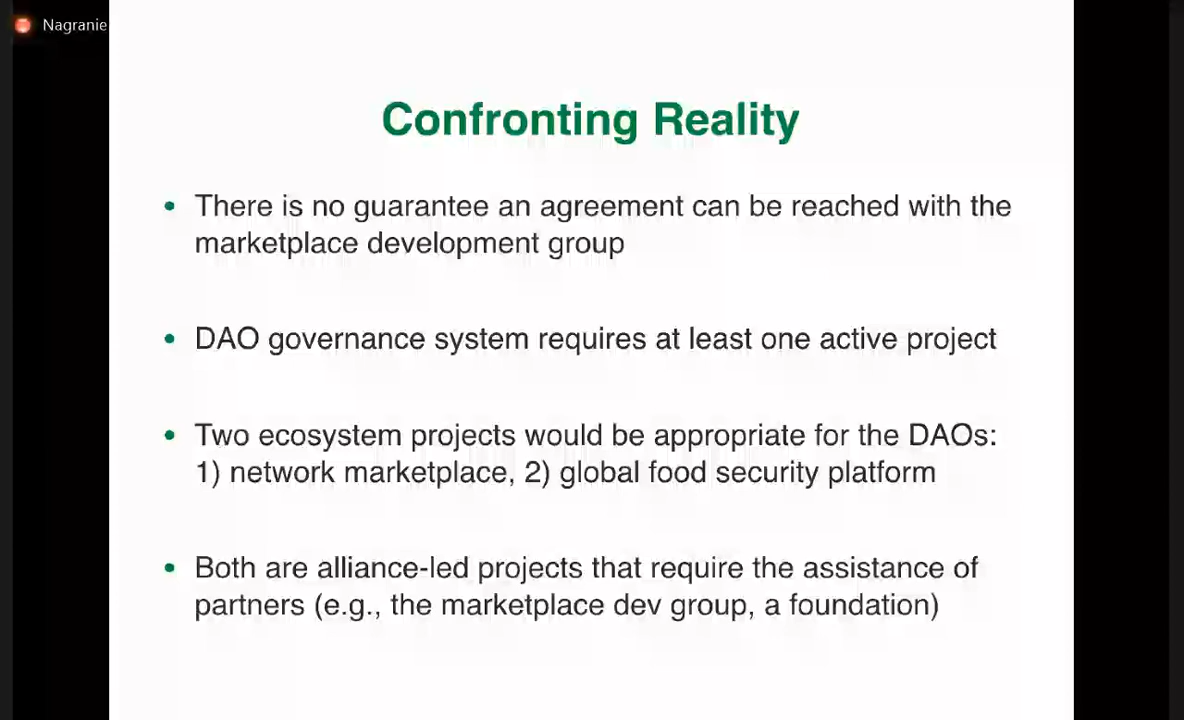 Nagranie
Confronting Reality
• There is no guarantee an agreement can be reached with the
marketplace development group
• DAO governance system requires at least one active project
• Two ecosystem projects would be appropriate for the DAOs:
1) network marketplace, 2) global food security platform
• Both are alliance-led projects that require the assistance of
partners (e.g., the marketplace dev group, a foundation)